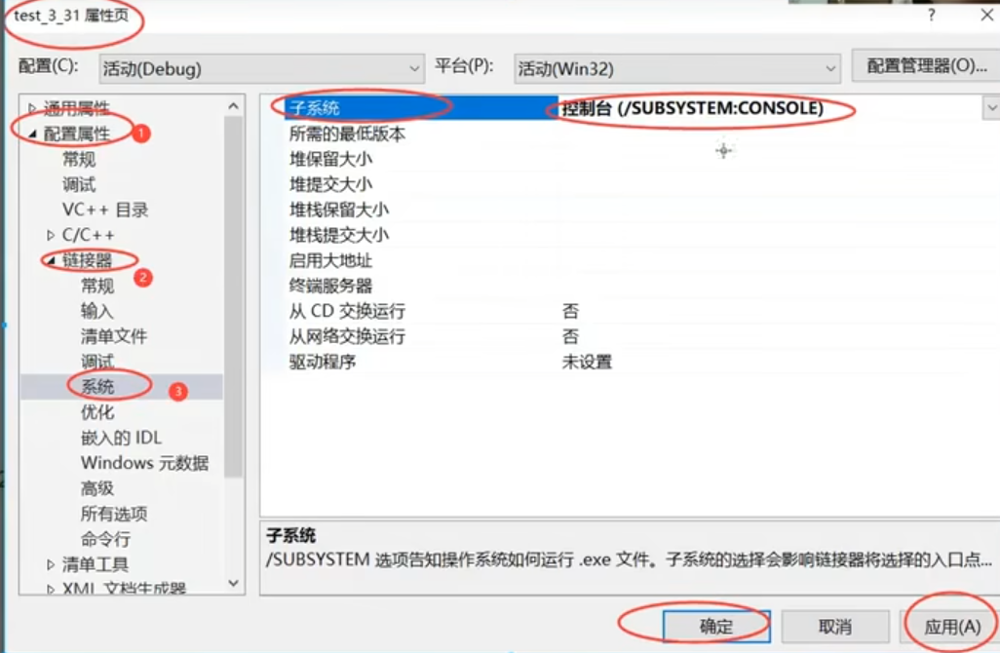 test_3_31 属性页
? ×
配置(C): 活动(Debug) 平台(P): 活动(Win32) 配置管理器(O)...
通用属性
配置属性 1
常规
调试
VC++ 目录
C/C++
链接器 2
常规
输入
清单文件
调试
系统 3
优化
嵌入的 IDL
Windows 元数据
高级
所有选项
命令行
清单工具
XML 文档生成器
子系统 控制台 (/SUBSYSTEM:CONSOLE)
所需的最低版本
堆保留大小
堆提交大小
堆栈保留大小
堆栈提交大小
启用大地址
终端服务器
从 CD 交换运行 否
从网络交换运行 否
驱动程序 未设置
子系统
/SUBSYSTEM 选项告知操作系统如何运行 .exe 文件。子系统的选择会影响链接器将选择的入口点...
确定 取消 应用(A)